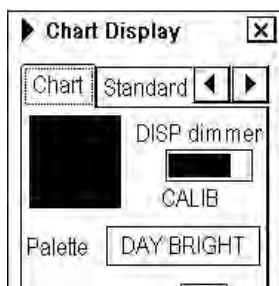 Chart Display
Chart Standard
DISP dimmer
CALIB
Palette DAY BRIGHT